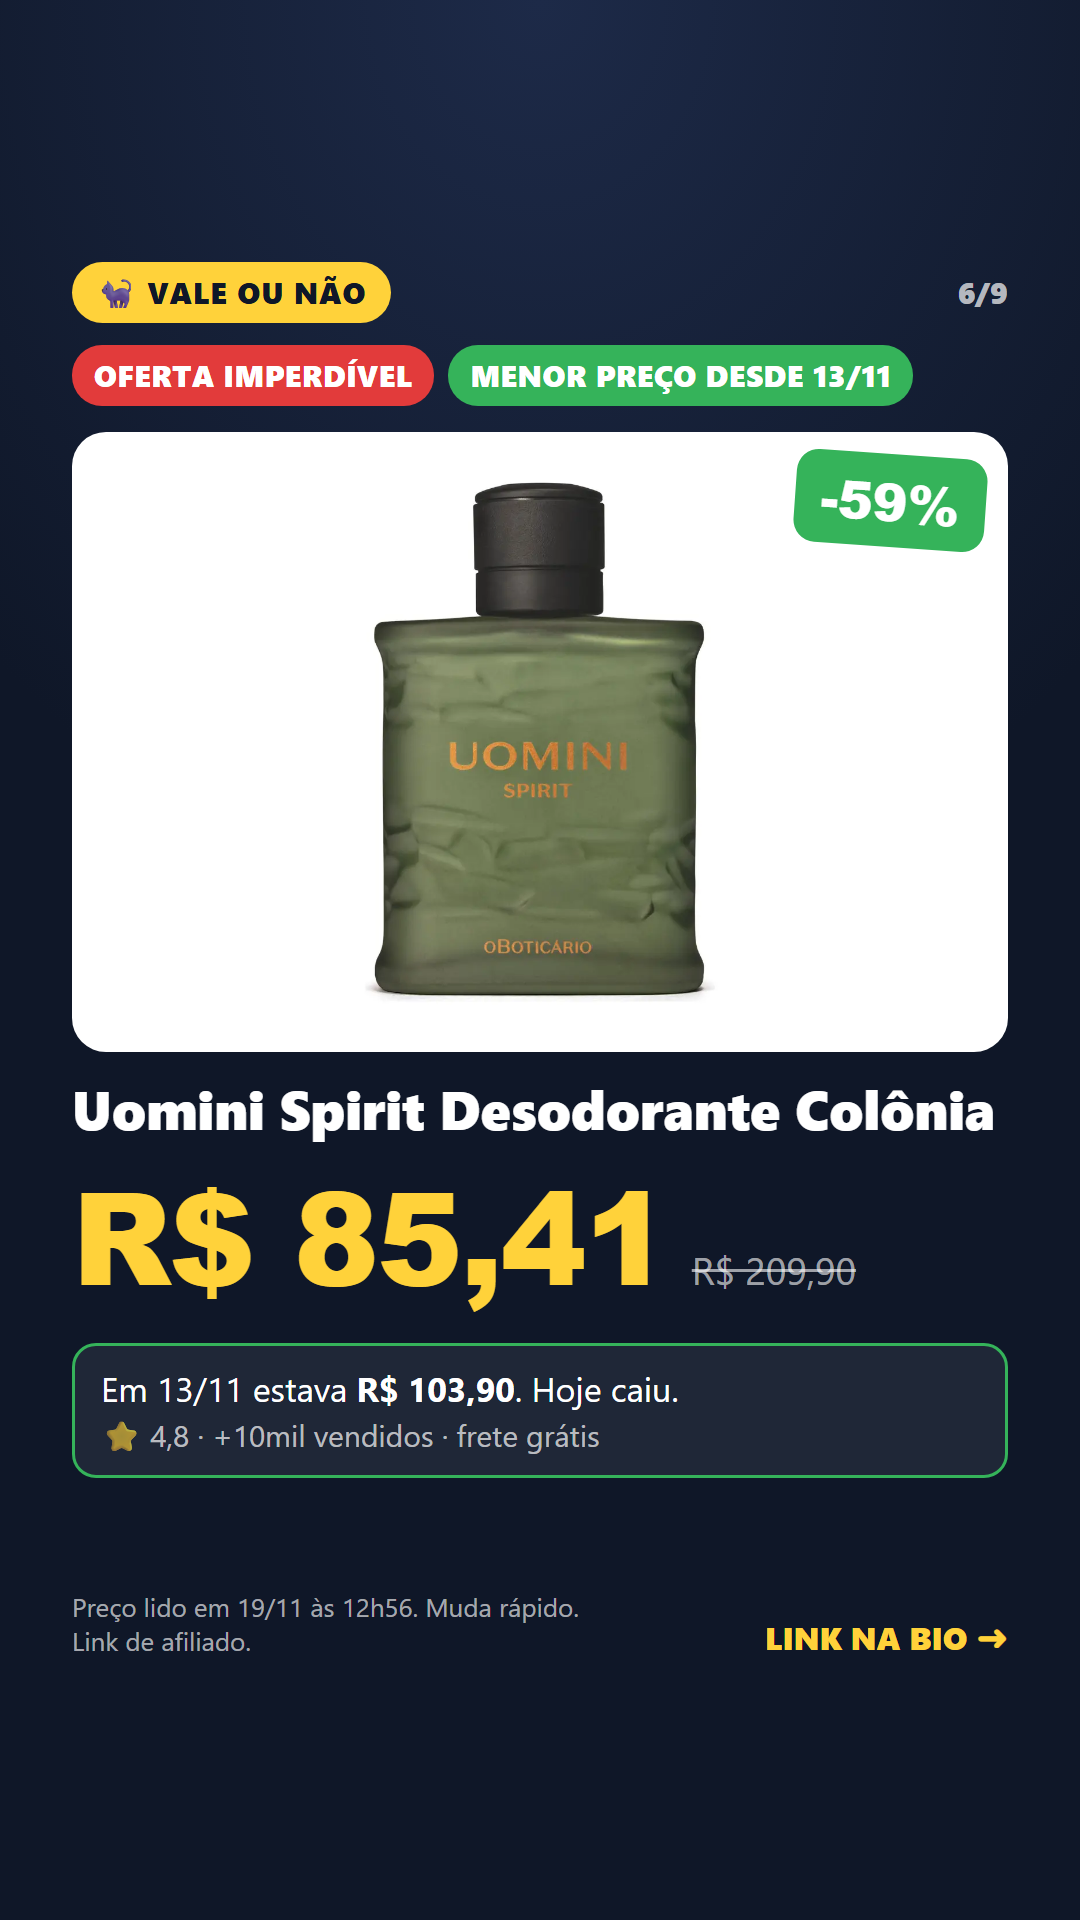 VALE OU NÃO
6/9
OFERTA IMPERDÍVEL
MENOR PREÇO DESDE 13/11
-59%
UOMINI
SPIRIT
OBOTICÁRIO
Uomini Spirit Desodorante Colônia
R$ 85,41 R$ 209,90
Em 13/11 estava R$ 103,90. Hoje caiu.
4,8 · +10mil vendidos · frete grátis
Preço lido em 19/11 às 12h56. Muda rápido.
Link de afiliado.
LINK NA BIO ➜